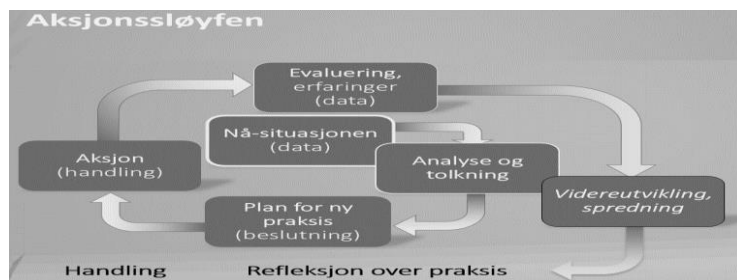 Aksjonssløyfen
Evaluering,
erfaringer
(data)
Nå-situasjonen
(data)
Aksjon
(handling)
Analyse og
tolkning
Videreutvikling,
spredning
Plan for ny
praksis
(beslutning)
Handling
Refleksjon over praksis